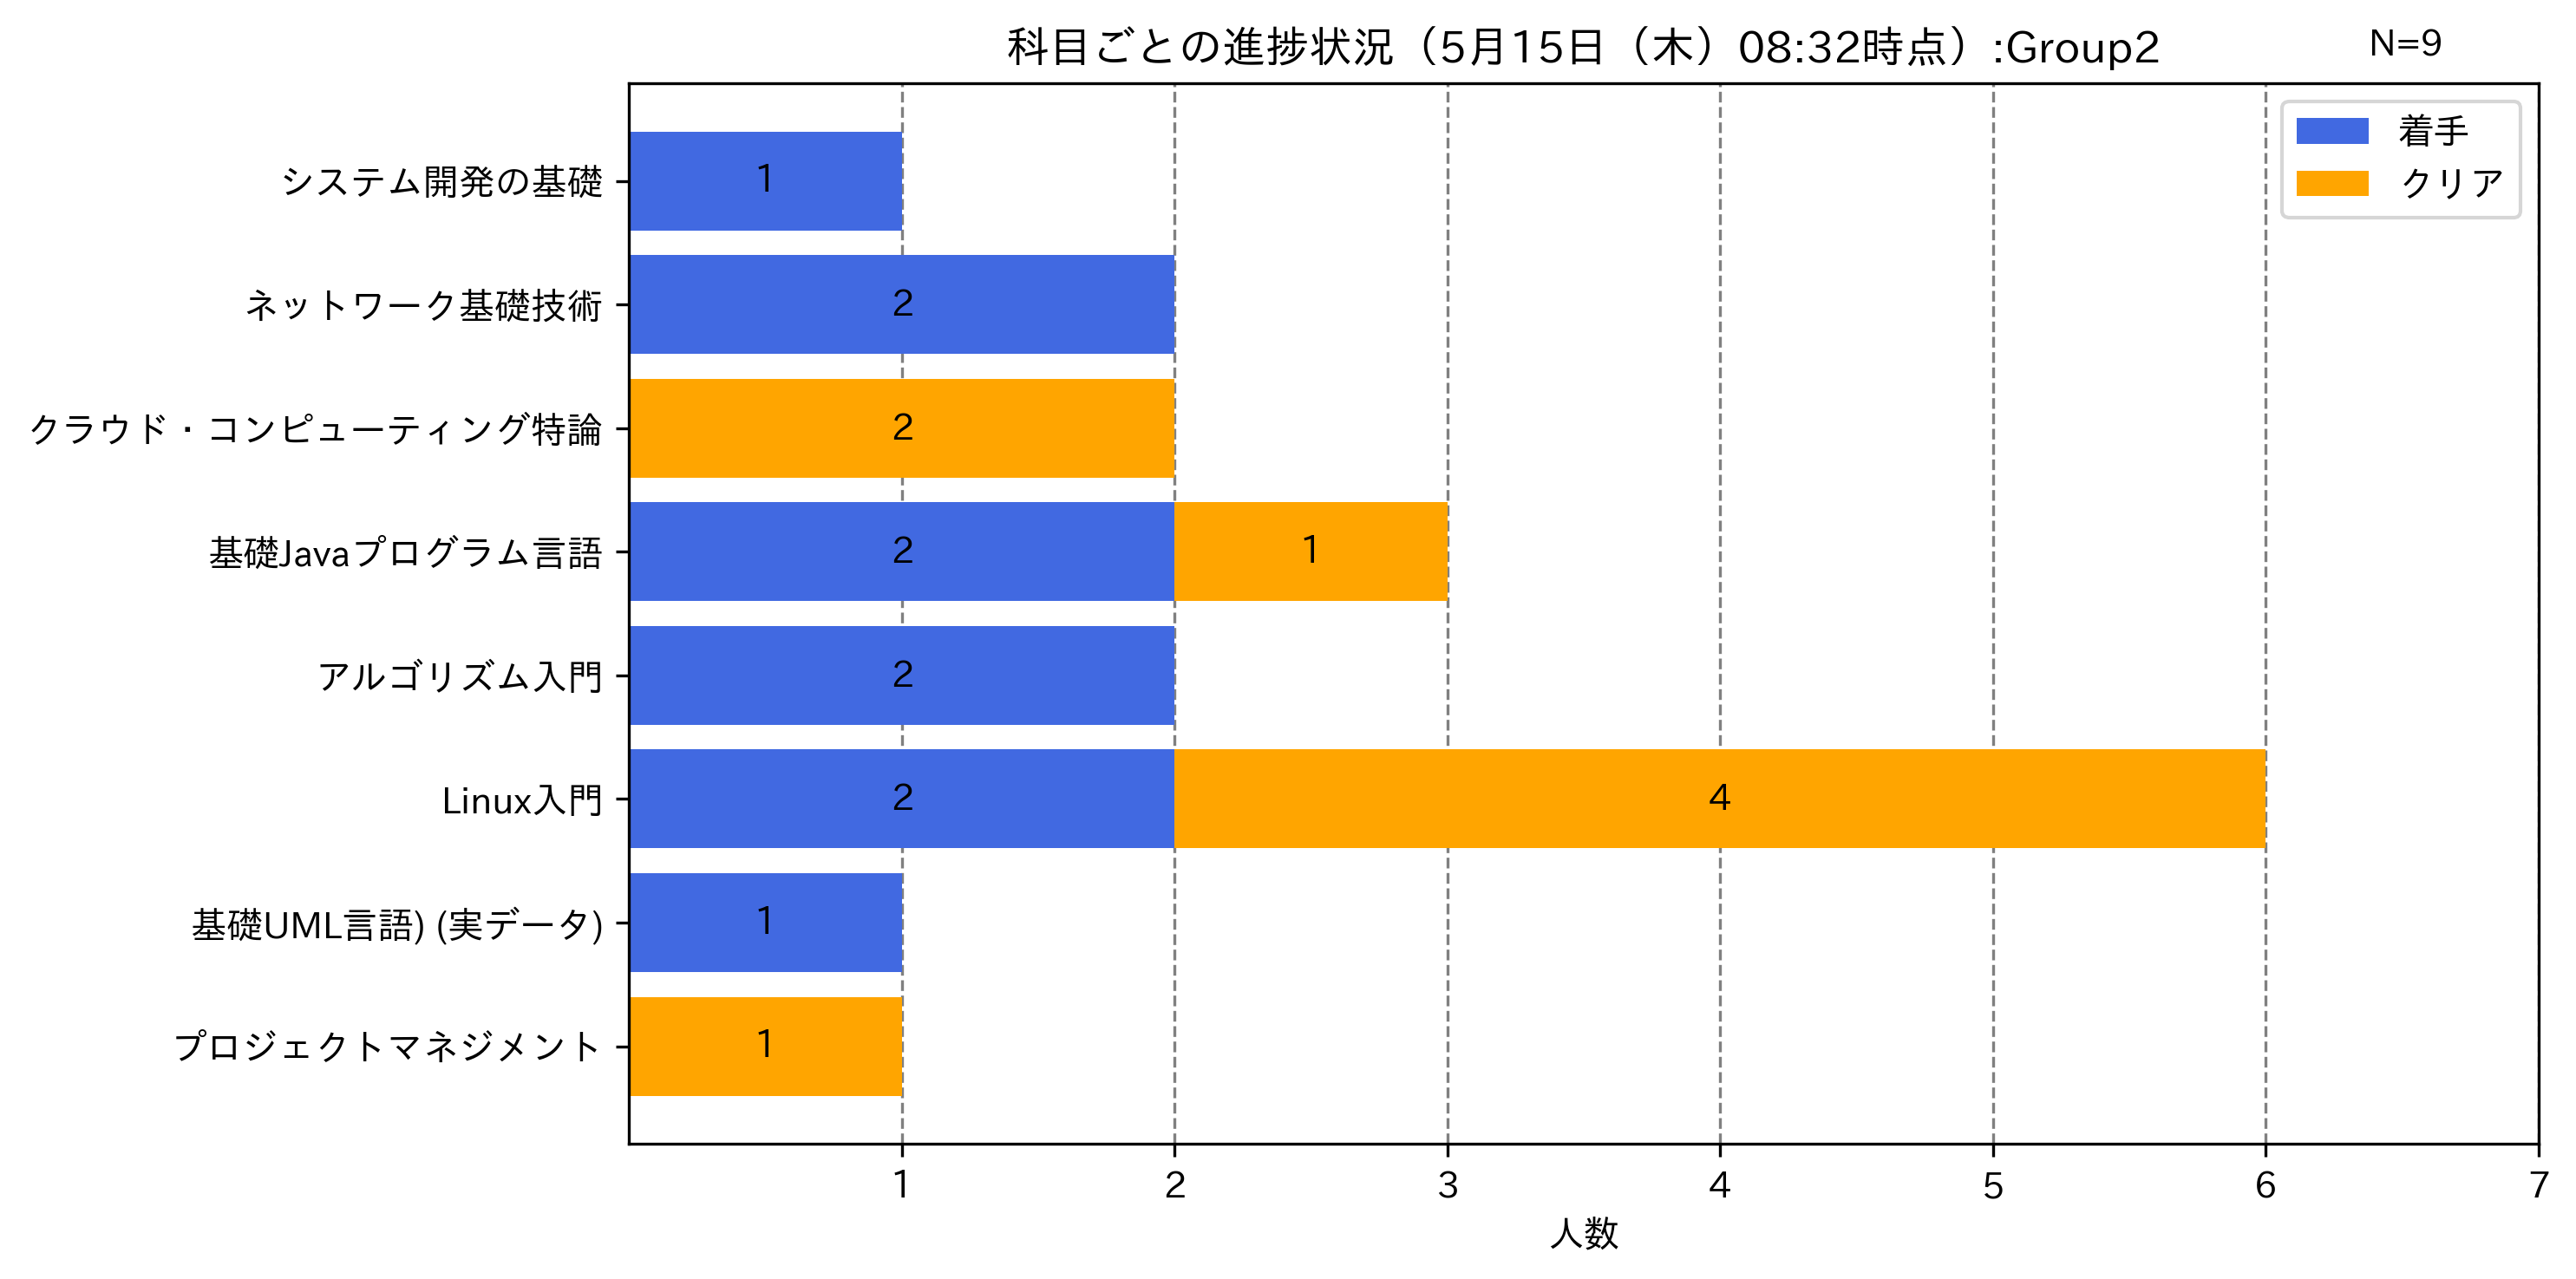 科目ごとの進捗状況（5月15日（木）08:32時点）:Group2
N=9
着手
クリア
システム開発の基礎
1
ネットワーク基礎技術
2
クラウド・コンピューティング特論
2
基礎Javaプログラム言語
2 1
アルゴリズム入門
2
Linux入門
2 4
基礎UML言語) (実データ)
1
プロジェクトマネジメント
1
1 2 3 4 5 6 7
人数